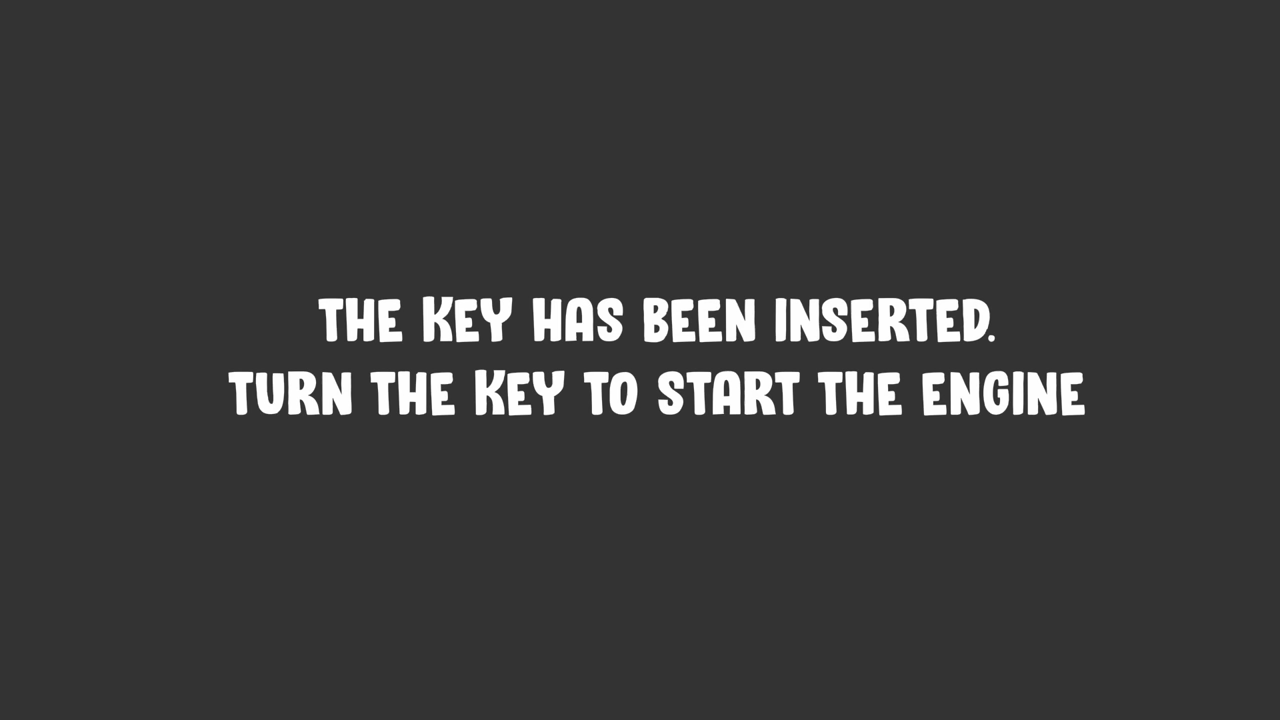 THE KEY HAS BEEN INSERTED.
TURN THE KEY TO START THE ENGINE